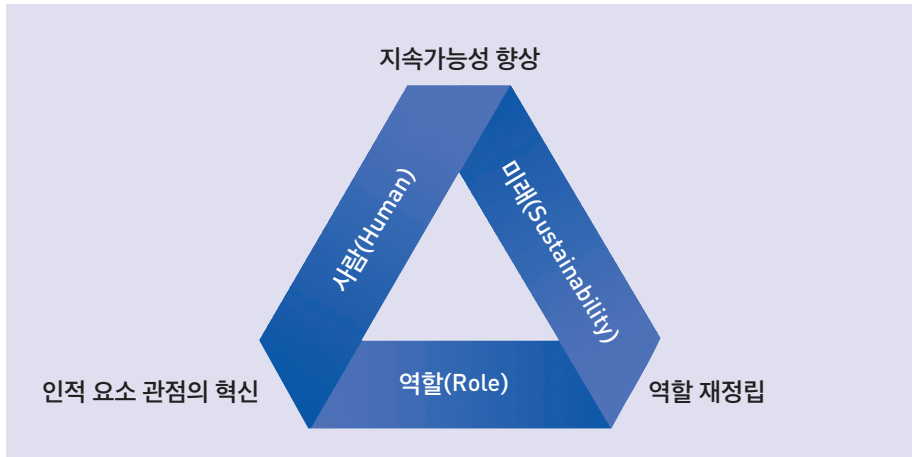 지속가능성 향상
사람(Human)
미래(Sustainability)
역할(Role)
인적 요소 관점의 혁신
역할 재정립